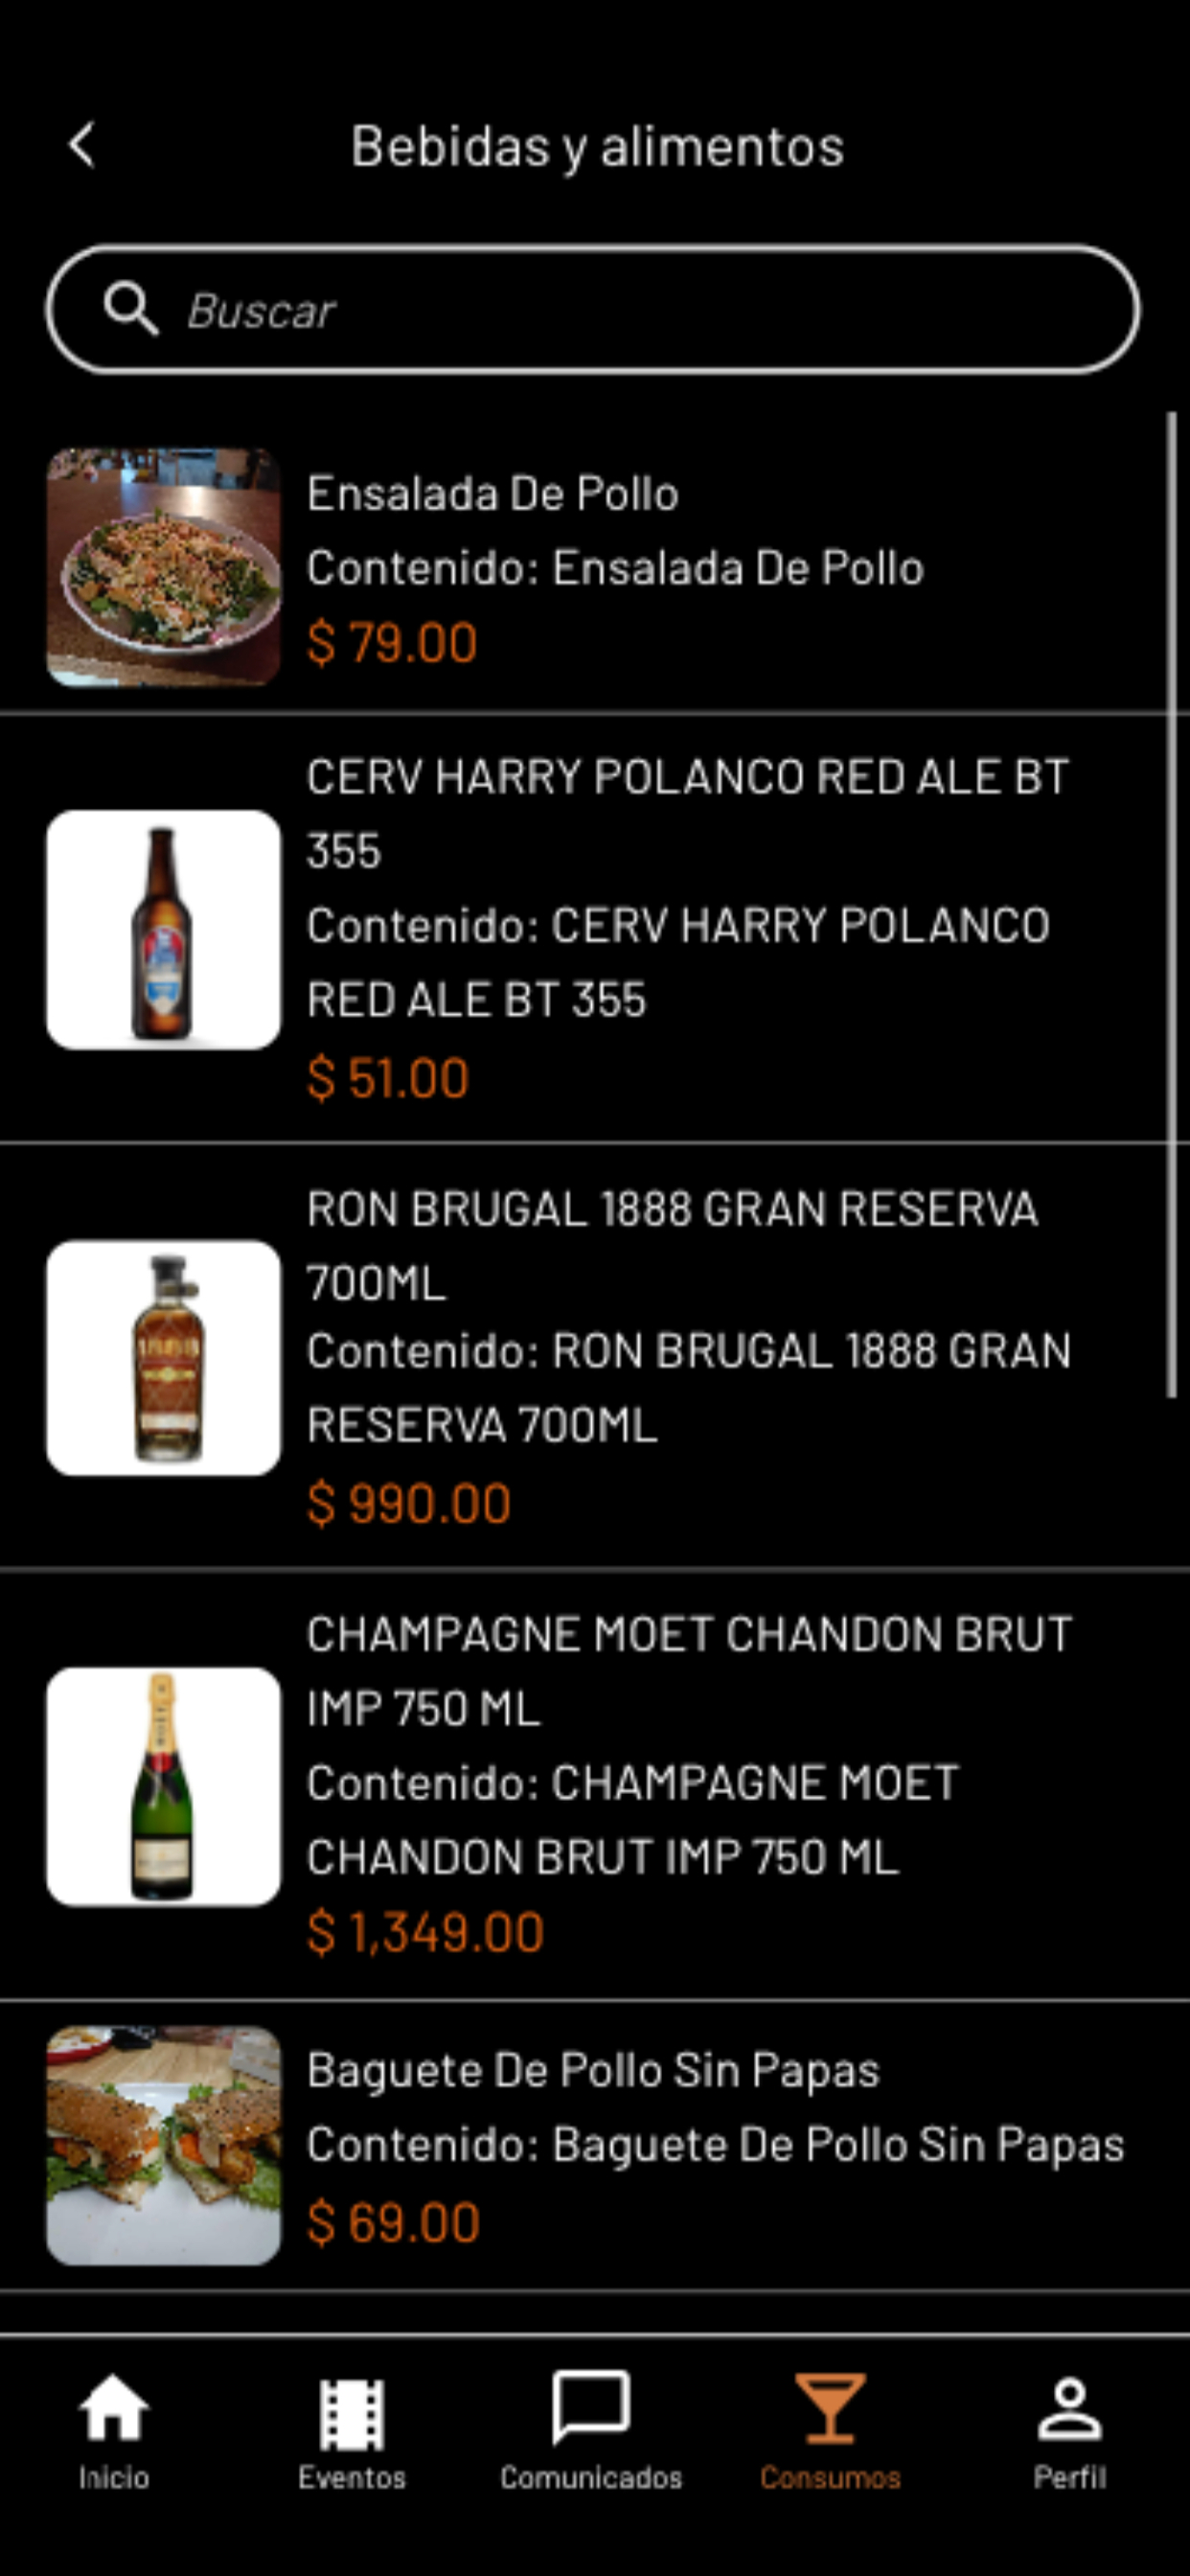 Bebidas y alimentos
Buscar
Ensalada De Pollo
Contenido: Ensalada De Pollo
$ 79.00
CERV HARRY POLANCO RED ALE BT
355
Contenido: CERV HARRY POLANCO
RED ALE BT 355
$ 51.00
RON BRUGAL 1888 GRAN RESERVA
700ML
Contenido: RON BRUGAL 1888 GRAN
RESERVA 700ML
$ 990.00
CHAMPAGNE MOET CHANDON BRUT
IMP 750 ML
Contenido: CHAMPAGNE MOET
CHANDON BRUT IMP 750 ML
$ 1,349.00
Baguete De Pollo Sin Papas
Contenido: Baguete De Pollo Sin Papas
$ 69.00
Inicio
Eventos
Comunicados
Consumos
Perfil